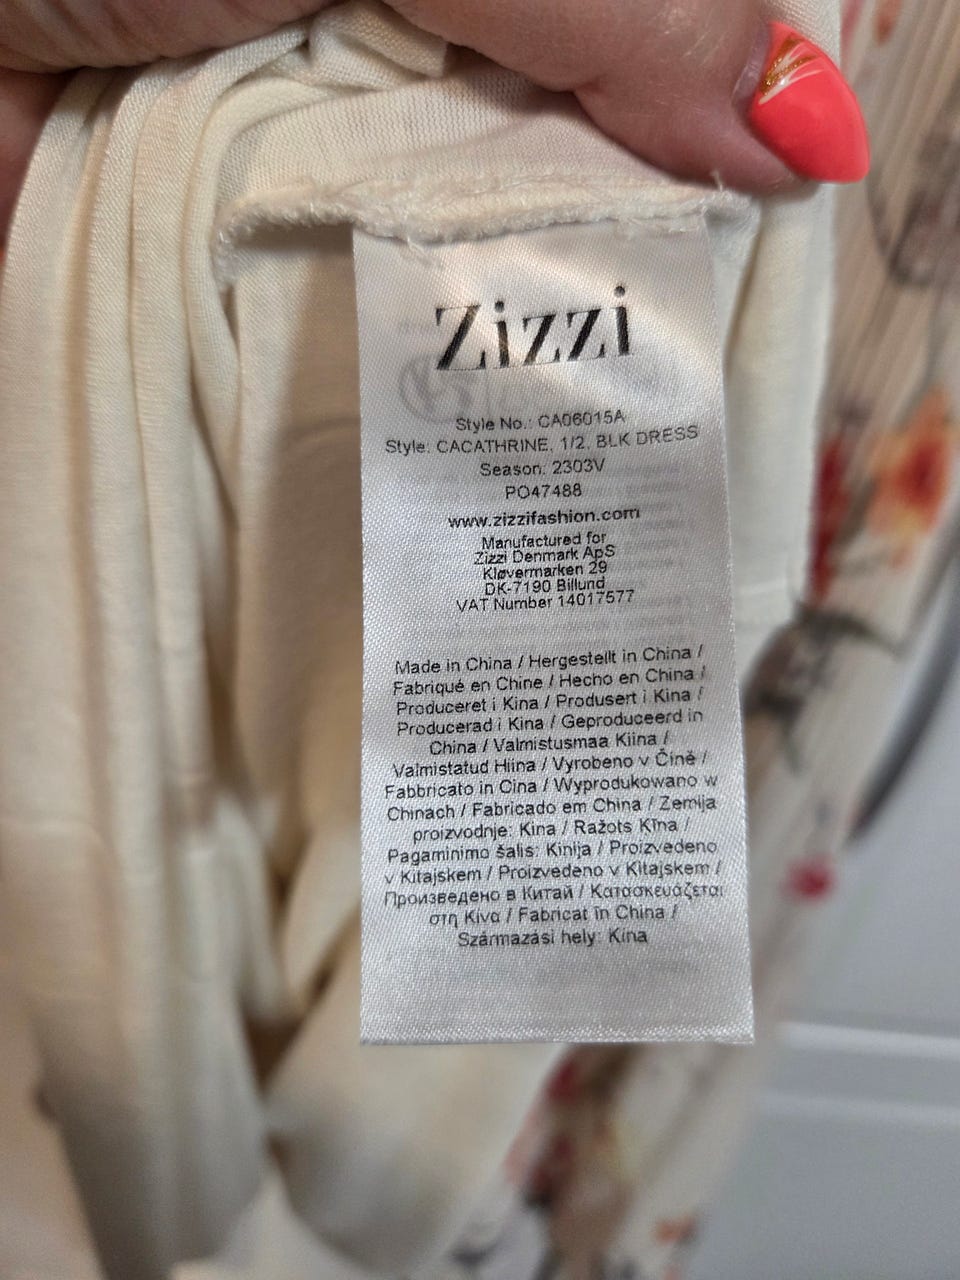 Zizzi
Style No.: CA06015A
Style: CACATHRINE, 1/2, BLK DRESS
Season: 2303V
PO47488
www.zizzifashion.com
Manufactured for
Zizzi Denmark ApS
Kløvermarken 29
DK-7190 Billund
VAT Number 14017577
Made in China / Hergestellt in China /
Fabriqué en Chine / Hecho en China /
Produceret i Kina / Produsert i Kina /
Producerad i Kina / Geproduceerd in
China / Valmistusmaa Kiina /
Valmistatud Hiina / Vyrobeno v Číně /
Fabbricato in Cina / Wyprodukowano w
Chinach / Fabricado em China / Zemlja
proizvodnje: Kina / Ražots Ķīna /
Pagaminimo šalis: Kinija / Proizvedeno
v Kitajskem / Proizvedeno v Kitajskem /
Произведено в Китай / Κατασκευάζεται
στη Κίνα / Fabricat în China /
Származási hely: Kína